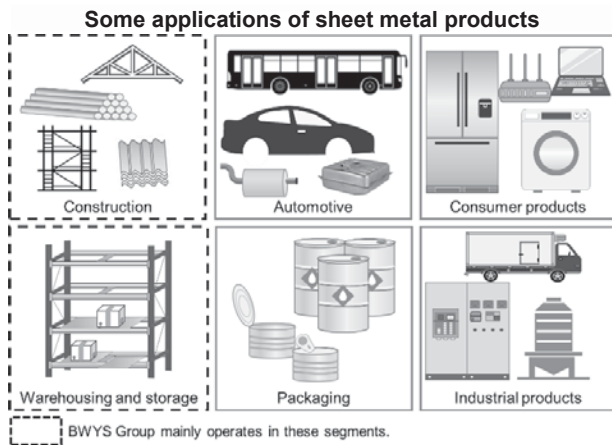 Some applications of sheet metal products
Construction
Automotive
Consumer products
Warehousing and storage
Packaging
Industrial products
BWYS Group mainly operates in these segments.